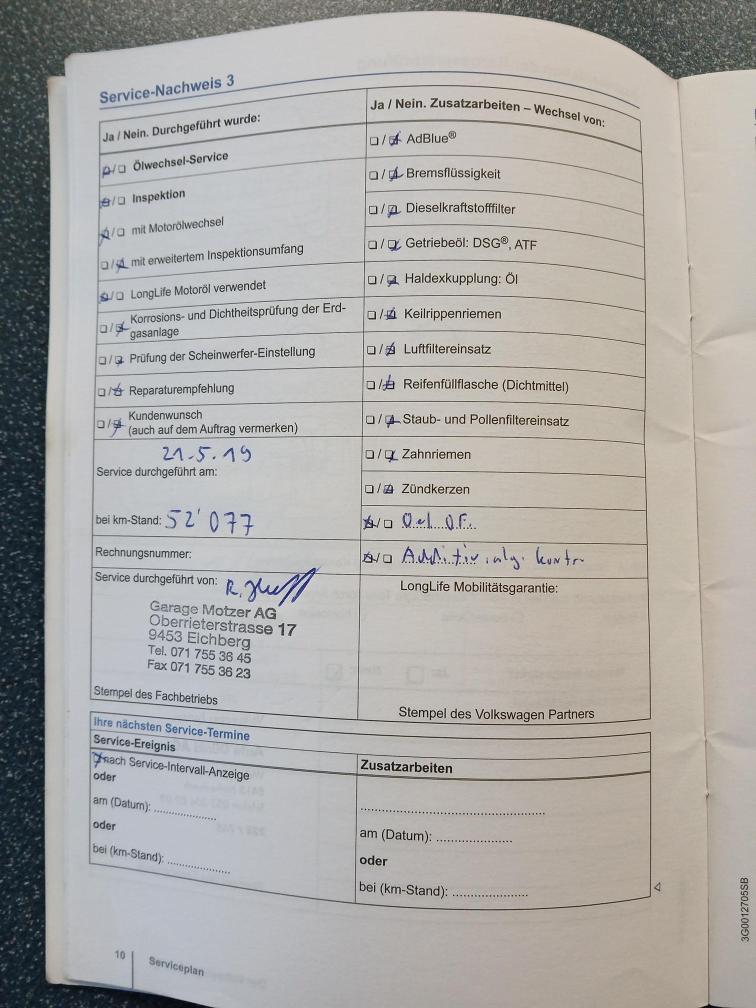 Service-Nachweis 3
Ja / Nein. Durchgeführt wurde:
Ölwechsel-Service
Inspektion
mit Motorölwechsel
mit erweitertem Inspektionsumfang
LongLife Motoröl verwendet
Korrosions- und Dichtheitsprüfung der Erd-
gasanlage
Prüfung der Scheinwerfer-Einstellung
Reparaturempfehlung
Kundenwunsch
(auch auf dem Auftrag vermerken)
21.5.19
Service durchgeführt am:
bei km-Stand: 52'077
Rechnungsnummer:
Service durchgeführt von:
Garage Motzer AG
Oberrieterstrasse 17
9453 Eichberg
Tel. 071 755 36 45
Fax 071 755 36 23
Stempel des Fachbetriebs
Ja / Nein. Zusatzarbeiten – Wechsel von:
AdBlue®
Bremsflüssigkeit
Dieselkraftstofffilter
Getriebeöl: DSG®, ATF
Haldexkupplung: Öl
Keilrippenriemen
Luftfiltereinsatz
Reifenfüllflasche (Dichtmittel)
Staub- und Pollenfiltereinsatz
Zahnriemen
Zündkerzen
Oel
Additiv kontr.
LongLife Mobilitätsgarantie:
Stempel des Volkswagen Partners
Ihre nächsten Service-Termine
Service-Ereignis
nach Service-Intervall-Anzeige
oder
am (Datum): ..................
oder
bei (km-Stand): ..................
Zusatzarbeiten
am (Datum): ......................
oder
bei (km-Stand): ......................
10
Serviceplan
3G0012705SB